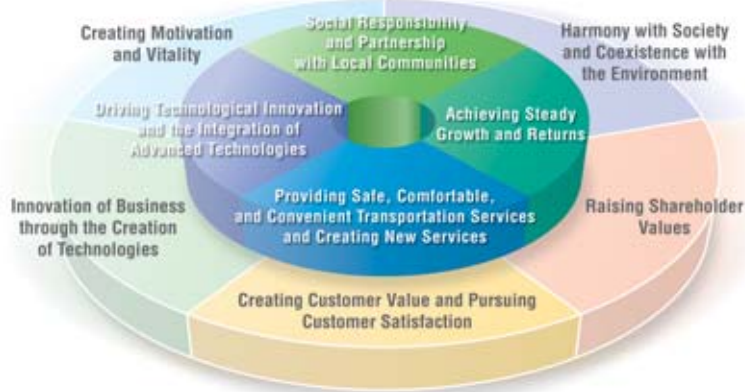 Social Responsibility
and Partnership
with Local Communities
Creating Motivation
and Vitality
Harmony with Society
and Coexistence with
the Environment
Driving Technological Innovation
and the Integration of
Advanced Technologies
Achieving Steady
Growth and Returns
Providing Safe, Comfortable,
and Convenient Transportation Services
and Creating New Services
Innovation of Business
through the Creation
of Technologies
Raising Shareholder
Values
Creating Customer Value and Pursuing
Customer Satisfaction